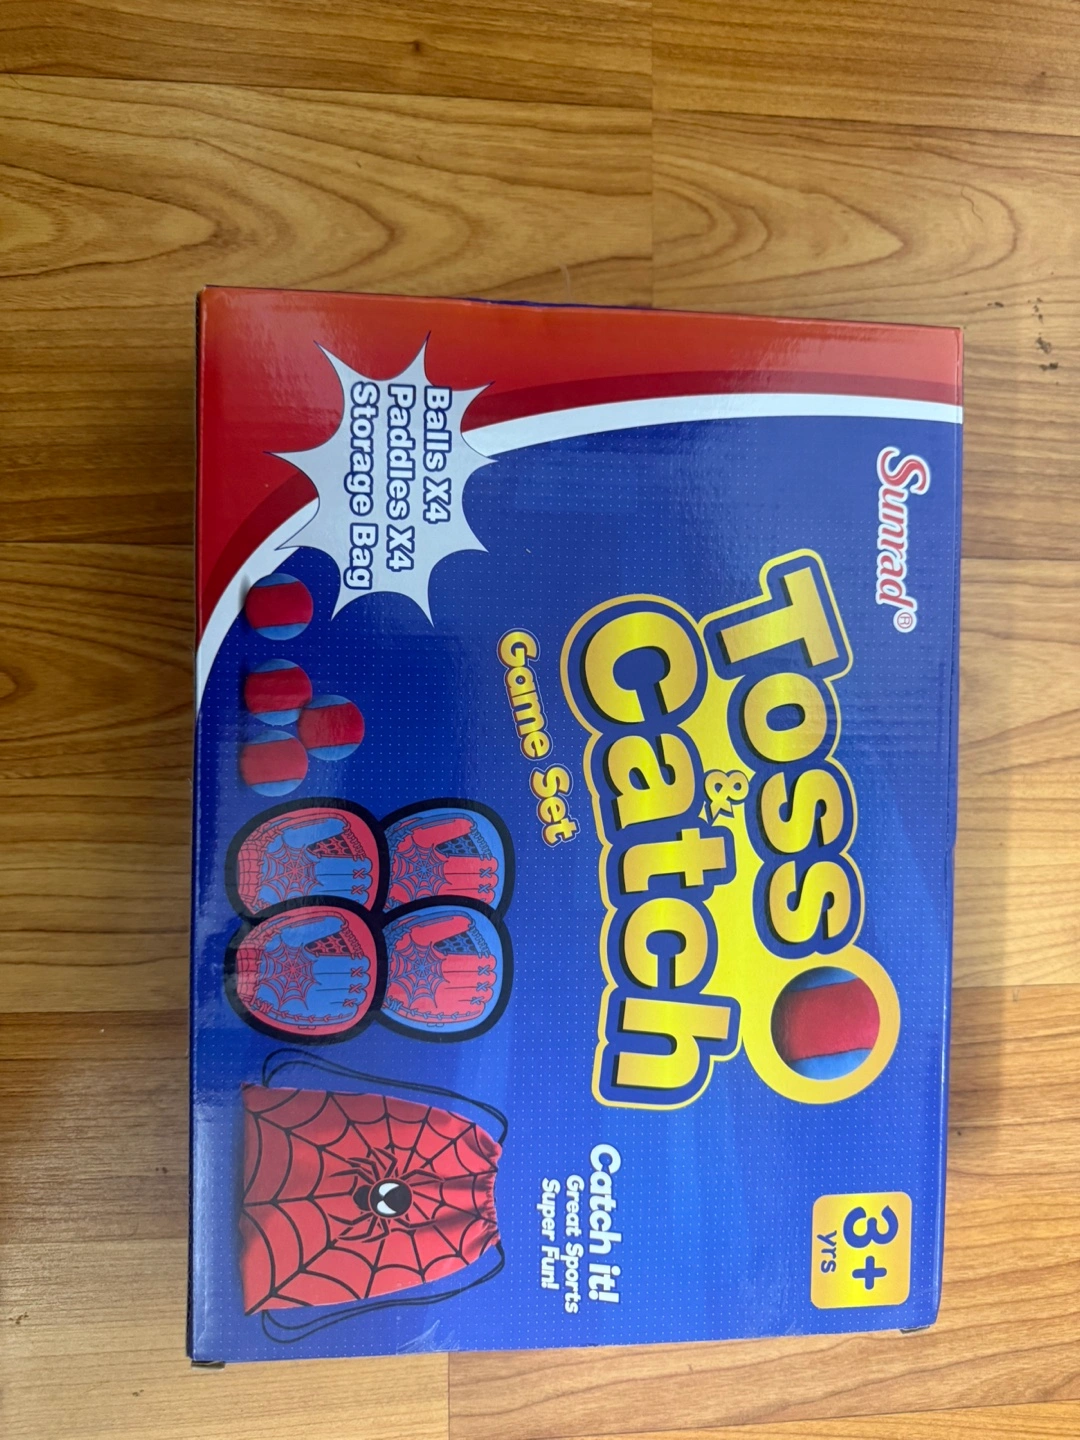 Sunrad®
Toss
&
Catch
Game Set
3+
yrs
Catch it!
Great Sports
Super Fun!
Balls X4
Paddles X4
Storage Bag